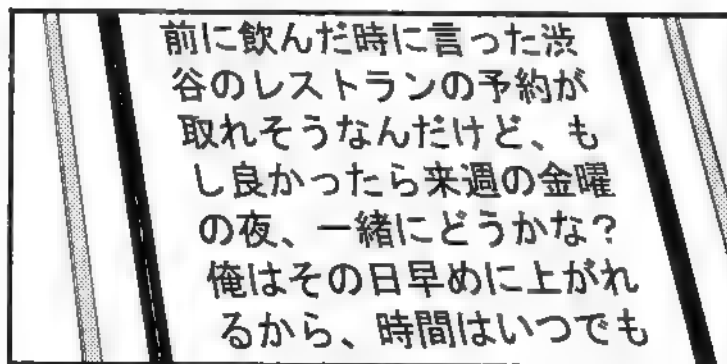 前に飲んだ時に言った渋
谷のレストランの予約が
取れそうなんだけど、も
し良かったら来週の金曜
の夜、一緒にどうかな?
俺はその日早めに上がれ
るから、時間はいつでも